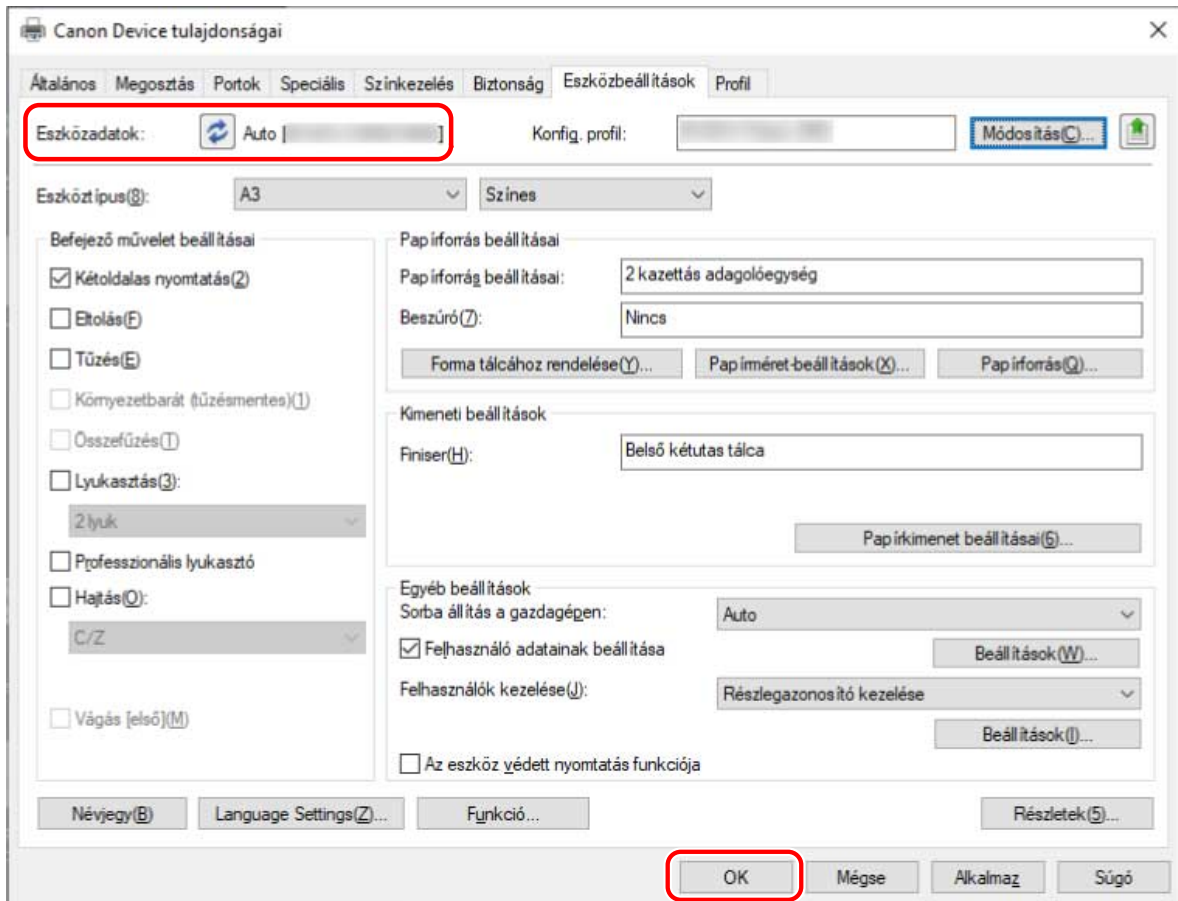 Canon Device tulajdonságai
Általános Megosztás Portok Speciális Színkezelés Biztonság Eszközbeállítások Profil
Eszközadatok: Auto [ ] Konfig. profil: Módosítás(C)...
Eszköztípus(8): A3 Színes
Befejező művelet beállításai
Kétoldalas nyomtatás(2)
Eltolás(F)
Tűzés(E)
Környezetbarát (tűzésmentes)(1)
Összefűzés(T)
Lyukasztás(3):
2 lyuk
Professzionális lyukasztó
Hajtás(O):
C/Z
Vágás [első](M)
Papírforrás beállításai
Papírforrás beállításai: 2 kazettás adagolóegység
Beszúró(7): Nincs
Forma tálcához rendelése(Y)... Papírméret-beállítások(X)... Papírforrás(Q)...
Kimeneti beállítások
Finiser(H): Belső kétutas tálca
Papírkimenet beállításai(6)...
Egyéb beállítások
Sorba állítás a gazdagépen: Auto
Felhasználó adatainak beállítása Beállítások(W)...
Felhasználók kezelése(J): Részlegazonosító kezelése
Beállítások(I)...
Az eszköz védett nyomtatás funkciója
Névjegy(B) Language Settings(Z)... Funkció... Részletek(5)...
OK Mégse Alkalmaz Súgó